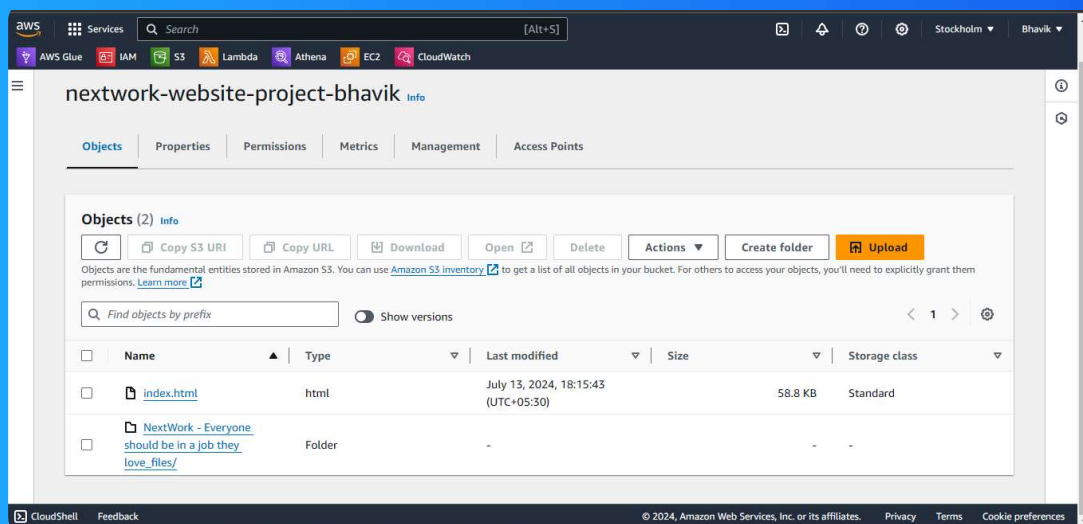 aws
Services
Search
[Alt+S]
Stockholm ▼
Bhavik ▼
AWS Glue
IAM
S3
Lambda
Athena
EC2
CloudWatch
nextwork-website-project-bhavik Info
Objects
Properties
Permissions
Metrics
Management
Access Points
Objects (2) Info
Copy S3 URI
Copy URL
Download
Open
Delete
Actions ▼
Create folder
Upload
Objects are the fundamental entities stored in Amazon S3. You can use Amazon S3 inventory to get a list of all objects in your bucket. For others to access your objects, you'll need to explicitly grant them
permissions. Learn more
Find objects by prefix
Show versions
1
Name
Type
Last modified
Size
Storage class
index.html
html
July 13, 2024, 18:15:43
(UTC+05:30)
58.8 KB
Standard
NextWork - Everyone
should be in a job they
love_files/
Folder
-
-
-
CloudShell
Feedback
© 2024, Amazon Web Services, Inc. or its affiliates.
Privacy
Terms
Cookie preferences